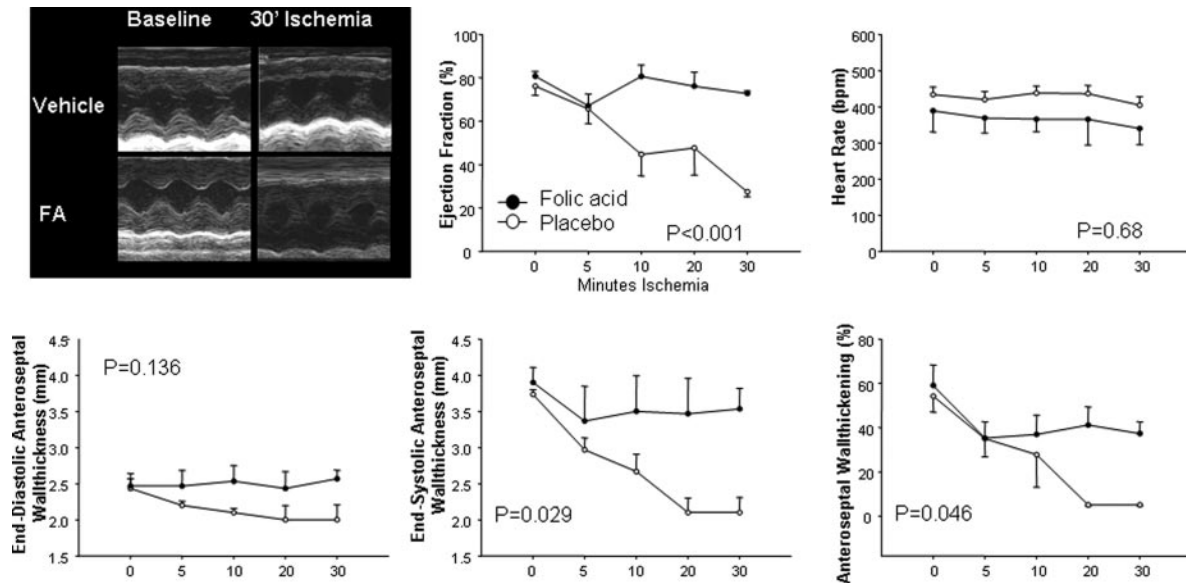 Baseline 30' Ischemia
Vehicle
FA
Ejection Fraction (%)
100
80
60
40
20
0
Folic acid
Placebo
P<0.001
0 5 10 20 30
Minutes Ischemia
Heart Rate (bpm)
600
500
400
300
200
100
0
P=0.68
0 5 10 20 30
End-Diastolic Anteroseptal
Wallthickness (mm)
4.5
4.0
3.5
3.0
2.5
2.0
1.5
P=0.136
0 5 10 20 30
End-Systolic Anteroseptal
Wallthickness (mm)
4.5
4.0
3.5
3.0
2.5
2.0
1.5
P=0.029
0 5 10 20 30
Anteroseptal Wallthickening (%)
80
60
40
20
0
P=0.046
0 5 10 20 30